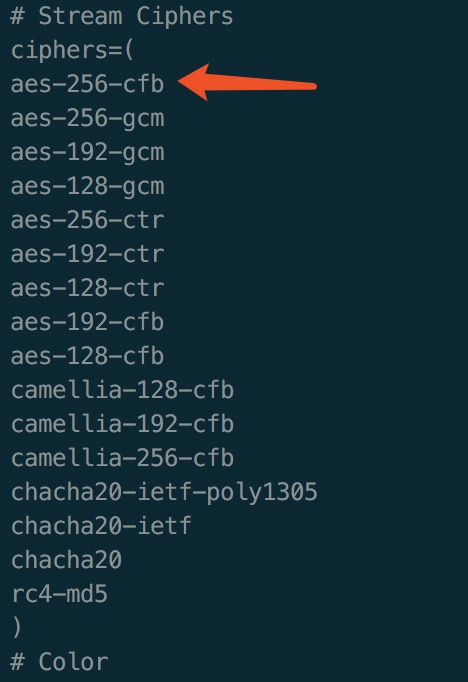 # Stream Ciphers
ciphers=(
aes-256-cfb
aes-256-gcm
aes-192-gcm
aes-128-gcm
aes-256-ctr
aes-192-ctr
aes-128-ctr
aes-192-cfb
aes-128-cfb
camellia-128-cfb
camellia-192-cfb
camellia-256-cfb
chacha20-ietf-poly1305
chacha20-ietf
chacha20
rc4-md5
)
# Color